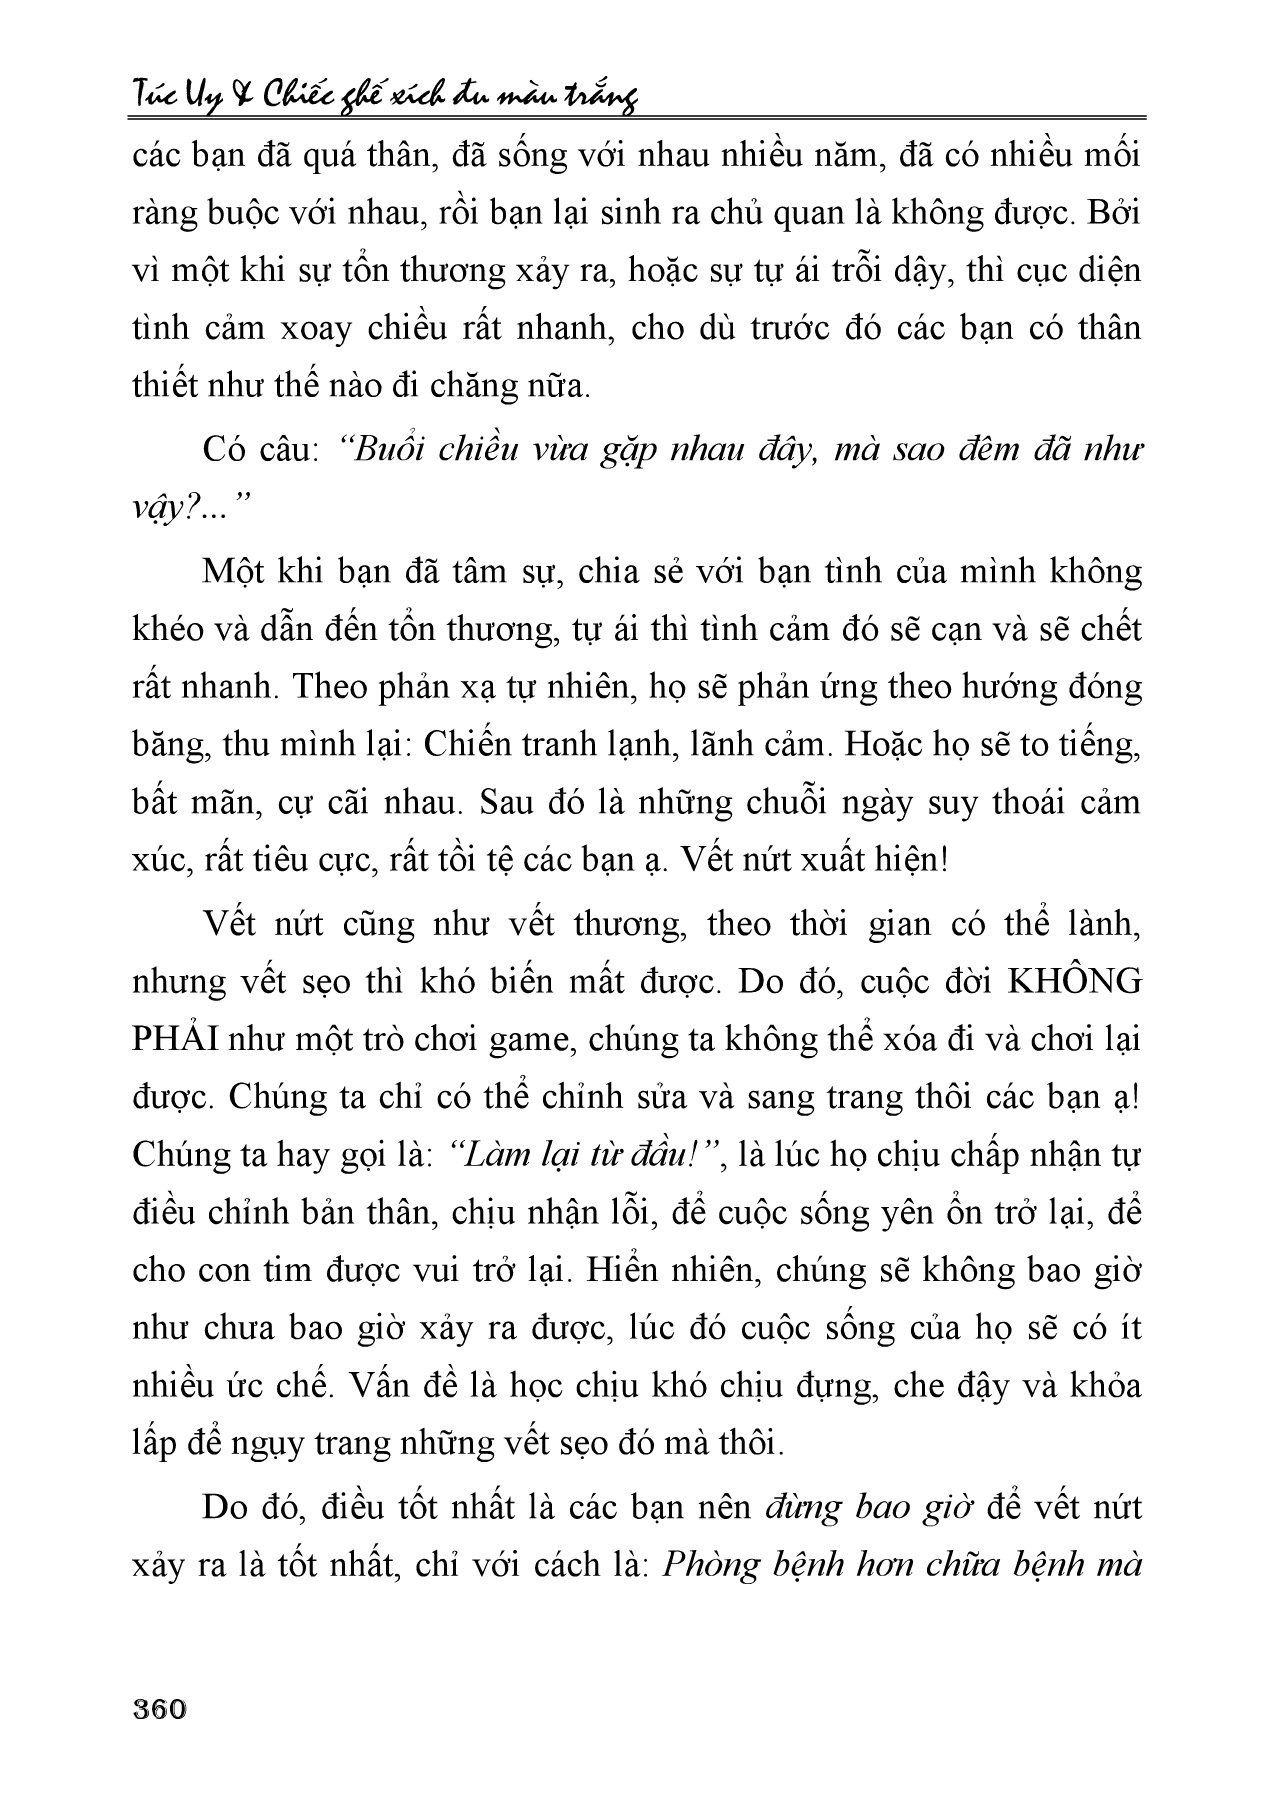 Túc Uy & Chiếc ghế xích đu màu trắng
các bạn đã quá thân, đã sống với nhau nhiều năm, đã có nhiều mối
ràng buộc với nhau, rồi bạn lại sinh ra chủ quan là không được. Bởi
vì một khi sự tổn thương xảy ra, hoặc sự tự ái trỗi dậy, thì cục diện
tình cảm xoay chiều rất nhanh, cho dù trước đó các bạn có thân
thiết như thế nào đi chăng nữa.
Có câu: “Buổi chiều vừa gặp nhau đây, mà sao đêm đã như
vậy?...”
Một khi bạn đã tâm sự, chia sẻ với bạn tình của mình không
khéo và dẫn đến tổn thương, tự ái thì tình cảm đó sẽ cạn và sẽ chết
rất nhanh. Theo phản xạ tự nhiên, họ sẽ phản ứng theo hướng đóng
băng, thu mình lại: Chiến tranh lạnh, lãnh cảm. Hoặc họ sẽ to tiếng,
bất mãn, cự cãi nhau. Sau đó là những chuỗi ngày suy thoái cảm
xúc, rất tiêu cực, rất tồi tệ các bạn ạ. Vết nứt xuất hiện!
Vết nứt cũng như vết thương, theo thời gian có thể lành,
nhưng vết sẹo thì khó biến mất được. Do đó, cuộc đời KHÔNG
PHẢI như một trò chơi game, chúng ta không thể xóa đi và chơi lại
được. Chúng ta chỉ có thể chỉnh sửa và sang trang thôi các bạn ạ!
Chúng ta hay gọi là: “Làm lại từ đầu!”, là lúc họ chịu chấp nhận tự
điều chỉnh bản thân, chịu nhận lỗi, để cuộc sống yên ổn trở lại, để
cho con tim được vui trở lại. Hiển nhiên, chúng sẽ không bao giờ
như chưa bao giờ xảy ra được, lúc đó cuộc sống của họ sẽ có ít
nhiều ức chế. Vấn đề là học chịu khó chịu đựng, che đậy và khỏa
lấp để ngụy trang những vết sẹo đó mà thôi.
Do đó, điều tốt nhất là các bạn nên đừng bao giờ để vết nứt
xảy ra là tốt nhất, chỉ với cách là: Phòng bệnh hơn chữa bệnh mà
360